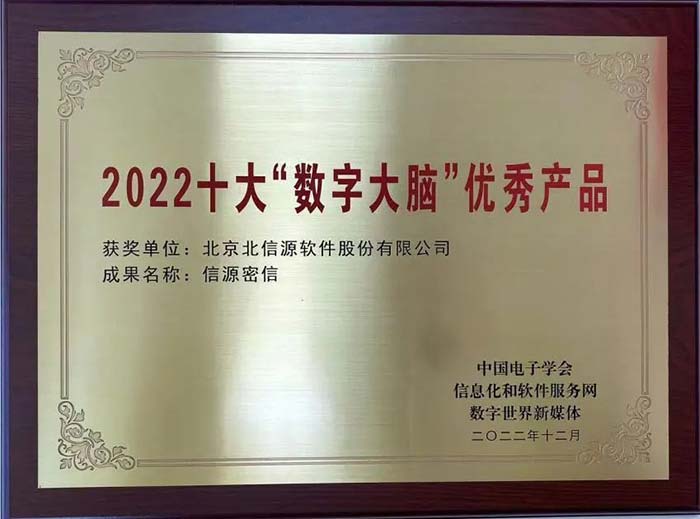 2022十大“数字大脑”优秀产品
获奖单位：北京北信源软件股份有限公司
成果名称：信源密信
中国电子学会
信息化和软件服务网
数字世界新媒体
二〇二二年十二月